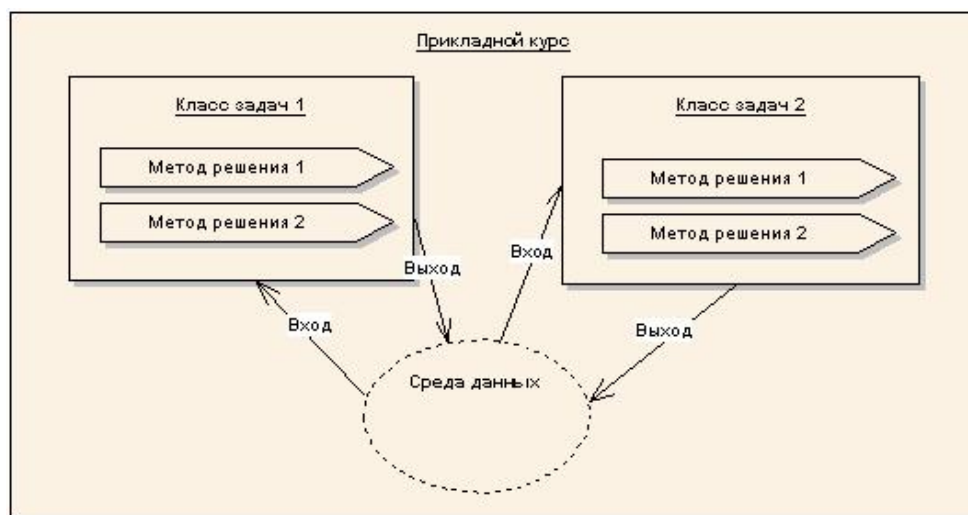 Прикладной курс
Класс задач 1
Метод решения 1
Метод решения 2
Класс задач 2
Метод решения 1
Метод решения 2
Выход
Вход
Вход
Выход
Среда данных